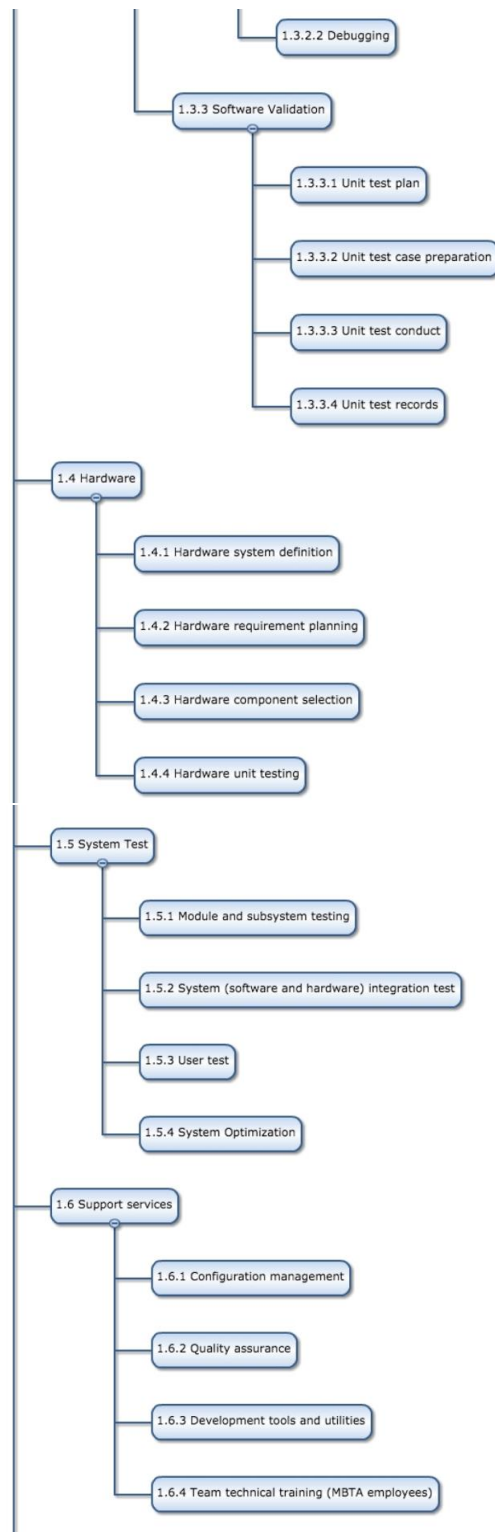 1.3.2.2 Debugging
1.3.3 Software Validation
1.3.3.1 Unit test plan
1.3.3.2 Unit test case preparation
1.3.3.3 Unit test conduct
1.3.3.4 Unit test records
1.4 Hardware
1.4.1 Hardware system definition
1.4.2 Hardware requirement planning
1.4.3 Hardware component selection
1.4.4 Hardware unit testing
1.5 System Test
1.5.1 Module and subsystem testing
1.5.2 System (software and hardware) integration test
1.5.3 User test
1.5.4 System Optimization
1.6 Support services
1.6.1 Configuration management
1.6.2 Quality assurance
1.6.3 Development tools and utilities
1.6.4 Team technical training (MBTA employees)